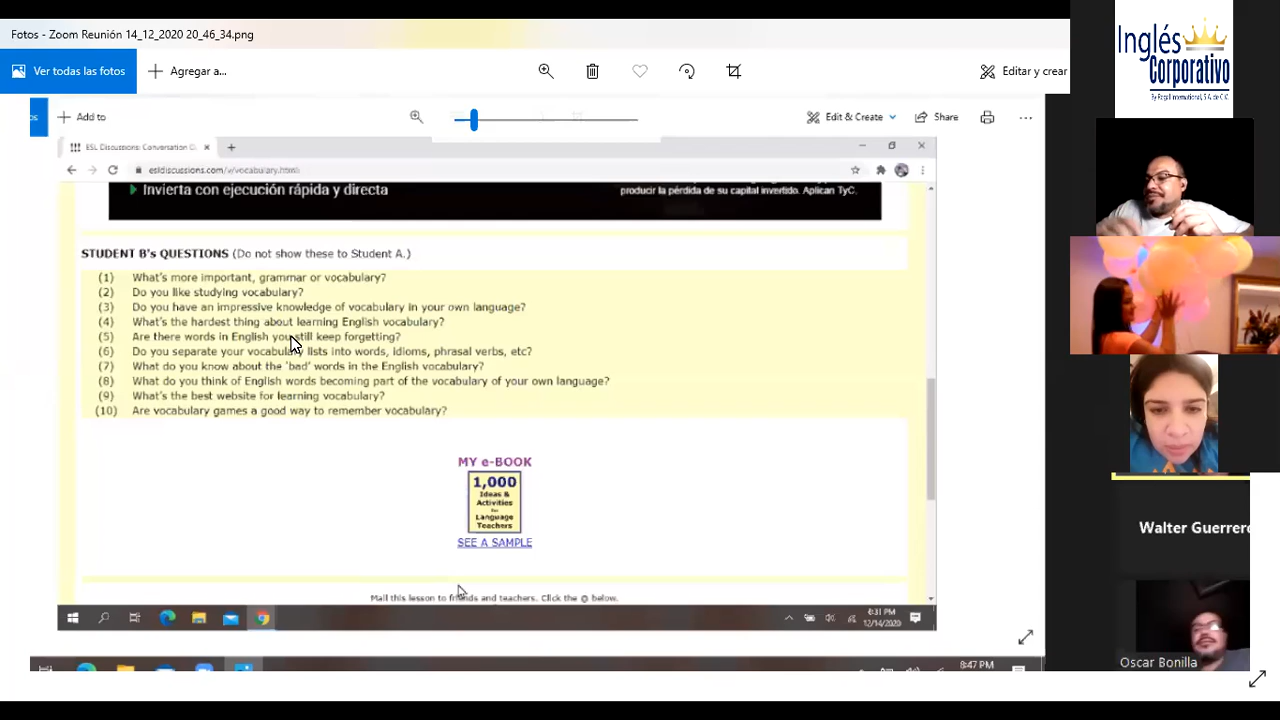 Fotos - Zoom Reunión 14_12_2020 20_46_34.png
Ver todas las fotos
Agregar a...
Editar y crear
Inglés
Corporativo
Add to
Edit & Create
Share
ESL Discussions: Conversation
esldiscussions.com/v/vocabulary.html
Invierta con ejecución rápida y directa
producir la pérdida de su capital invertido. Aplican TyC.
STUDENT B's QUESTIONS (Do not show these to Student A.)
(1) What's more important, grammar or vocabulary?
(2) Do you like studying vocabulary?
(3) Do you have an impressive knowledge of vocabulary in your own language?
(4) What's the hardest thing about learning English vocabulary?
(5) Are there words in English you still keep forgetting?
(6) Do you separate your vocabulary lists into words, idioms, phrasal verbs, etc?
(7) What do you know about the 'bad' words in the English vocabulary?
(8) What do you think of English words becoming part of the vocabulary of your own language?
(9) What's the best website for learning vocabulary?
(10) Are vocabulary games a good way to remember vocabulary?
MY e-BOOK
1,000
Ideas &
Activities
for
Language
Teachers
SEE A SAMPLE
Mail this lesson to friends and teachers. Click the @ below.
8:31 PM
12/14/2020
8:47 PM
Walter Guerrero
Oscar Bonilla